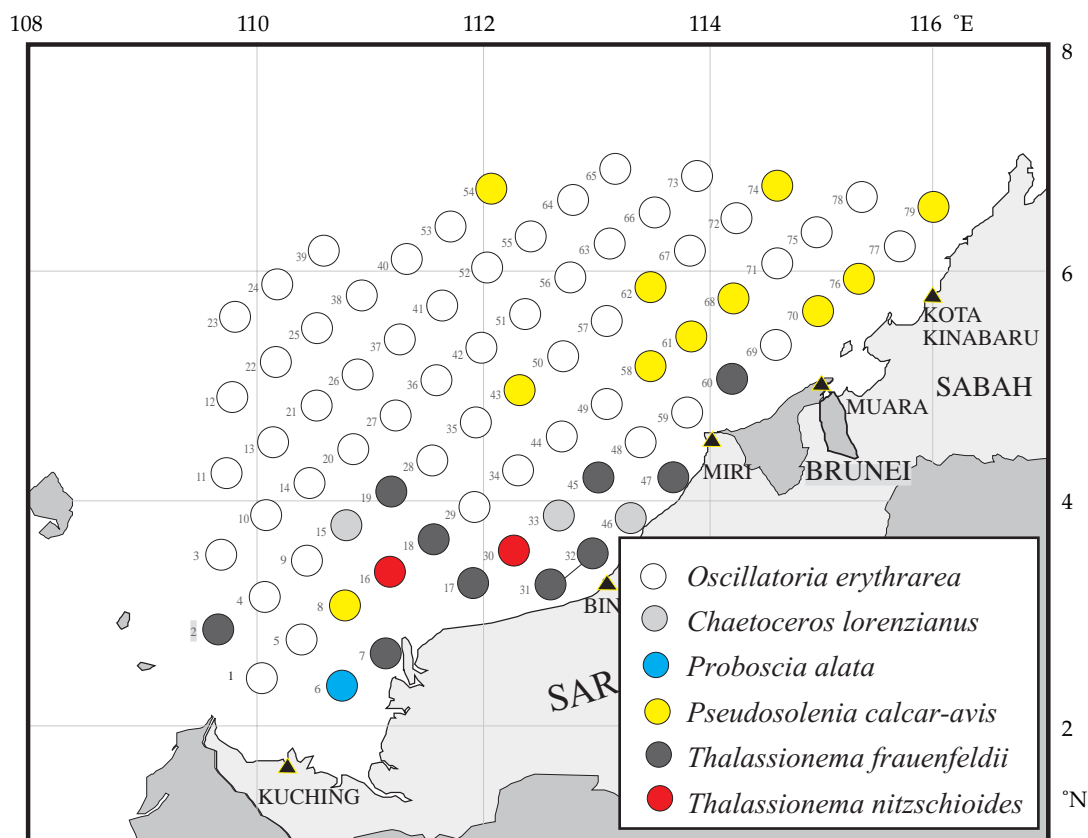 108 110 112 114 116 °E
8
65 73
54 74
64 78 79
53 66 72
55 63 75 77
39 40 52 67
24 56 71 76
38 62 68
23 41 51 70
25 57 61
37 42 69
22 50 58
26 36 60
12 43
21 49 59
27 35
13 44 48
20 28
11 34 45 47
14 19
10 29 33 46
15 18
3 9 30 32
16 17 31
4 8
2 5
7
1 6
6
KOTA
KINABARU
SABAH
MUARA
MIRI
BRUNEI
4
BIN
SAR
2
KUCHING
°N
Oscillatoria erythrarea
Chaetoceros lorenzianus
Proboscia alata
Pseudosolenia calcar-avis
Thalassionema frauenfeldii
Thalassionema nitzschioides